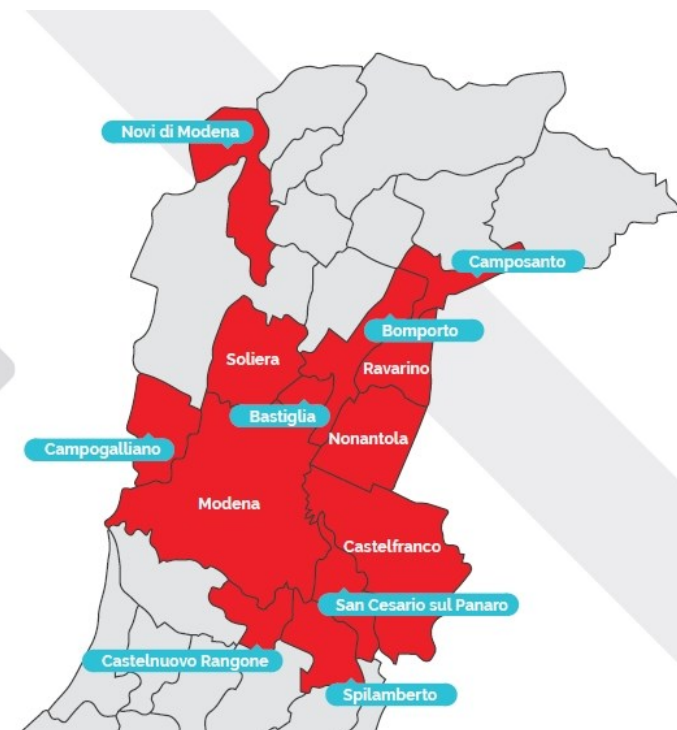 Novi di Modena
Camposanto
Bomporto
Soliera
Ravarino
Bastiglia
Nonantola
Campogalliano
Modena
Castelfranco
San Cesario sul Panaro
Castelnuovo Rangone
Spilamberto